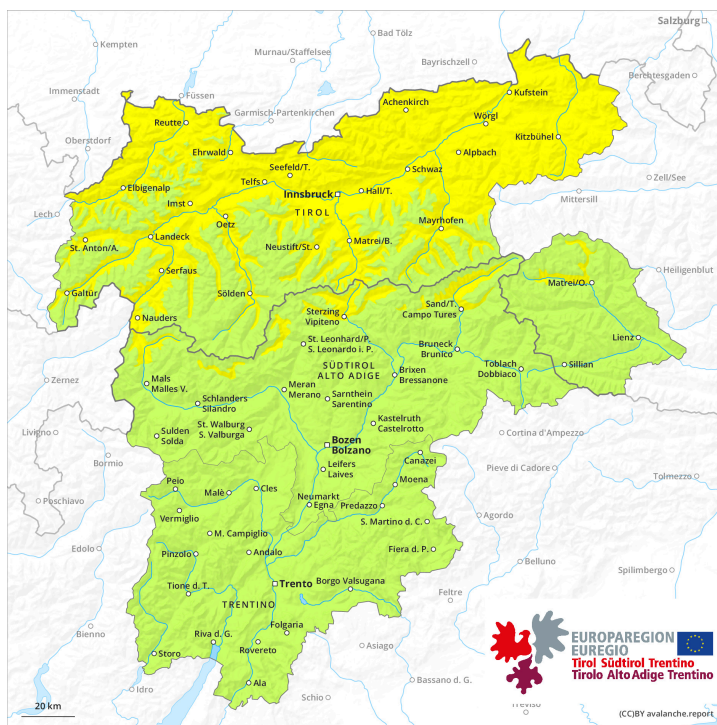 Salzburg
Kempten
Bad Tölz
Murnau/Staffelsee
Bayrischzell
Berchtesgaden
Immenstadt
Füssen
Kufstein
Achenkirch
Garmisch-Partenkirchen
Wörgl
Reutte
Oberstdorf
Kitzbühel
Ehrwald
Alpbach
Seefeld/T.
Schwaz
Zell/See
Elbigenalp
Telfs
Innsbruck
Hall/T.
Mittersill
Imst
Lech
TIROL
Oetz
Mayrhofen
Landeck
St. Anton/A.
Neustift/St.
Matrei/B.
Serfaus
Heiligenblut
Matrei/O.
Galtür
Sölden
Sand/T.
Campo Tures
Nauders
Sterzing
Vipiteno
Lienz
St. Leonhard/P.
S. Leonardo i. P.
Bruneck
Brunico
SÜDTIROL
ALTO ADIGE
Toblach
Dobbiaco
Sillian
Brixen
Bressanone
Zernez
Mals
Malles V.
Meran
Merano
Schlanders
Silandro
Sarnthein
Sarentino
St. Walburg
S. Valburga
Kastelruth
Castelrotto
Livigno
Sulden
Solda
Cortina d'Ampezzo
Bozen
Bolzano
Bormio
Canazei
Leifers
Laives
Pieve di Cadore
Tolmezzo
Peio
Moena
Poschiavo
Malè
Cles
Neumarkt
Egna
Predazzo
Vermiglio
Agordo
S. Martino d. C.
M. Campiglio
Edolo
Pinzolo
Andalo
Fiera d. P.
Belluno
Spilimbergo
Trento
Borgo Valsugana
Tione d. T.
Feltre
TRENTINO
Folgaria
Bienno
Riva d. G.
Rovereto
Asiago
Storo
EUROPAREGION
EUREGIO
Tirol Südtirol Trentino
Tirolo Alto Adige Trentino
Bassano d. G.
Ala
Idro
Schio
Treviso
20 km
(CC)BY avalanche.report